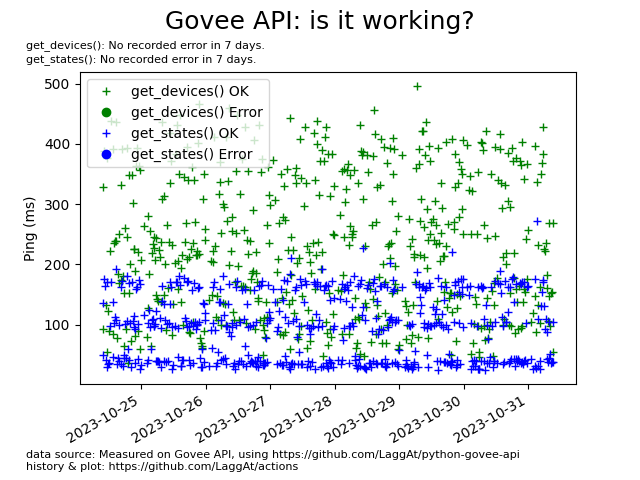 Govee API: is it working?
get_devices(): No recorded error in 7 days.
get_states(): No recorded error in 7 days.
get_devices() OK
get_devices() Error
get_states() OK
get_states() Error
Ping (ms)
500
400
300
200
100
2023-10-25
2023-10-26
2023-10-27
2023-10-28
2023-10-29
2023-10-30
2023-10-31
data source: Measured on Govee API, using https://github.com/LaggAt/python-govee-api
history & plot: https://github.com/LaggAt/actions